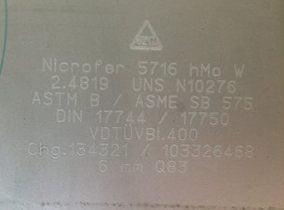 Nicrofer 5716 hMo W
2.4819 UNS N10276
ASTM B / ASME SB 575
DIN 17744 / 17750
VDTÜVBl.400
Chg.134321 / 103326468
6 mm Q83